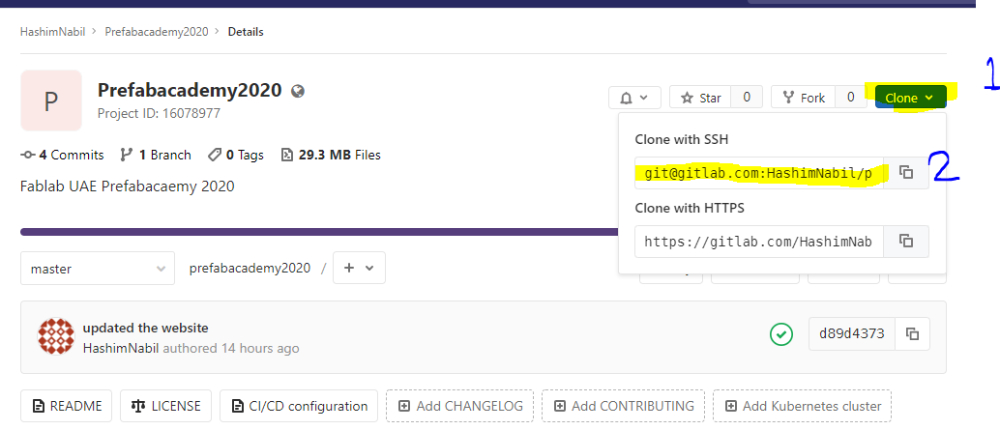 HashimNabil > Prefabacademy2020 > Details
P
Prefabacademy2020
Project ID: 16078977
Star 0
Fork 0
Clone
1
4 Commits 1 Branch 0 Tags 29.3 MB Files
Fablab UAE Prefabacaemy 2020
Clone with SSH
git@gitlab.com:HashimNabil/p
2
Clone with HTTPS
https://gitlab.com/HashimNab
master
prefabacademy2020 / +
updated the website
HashimNabil authored 14 hours ago
d89d4373
README LICENSE CI/CD configuration Add CHANGELOG Add CONTRIBUTING Add Kubernetes cluster